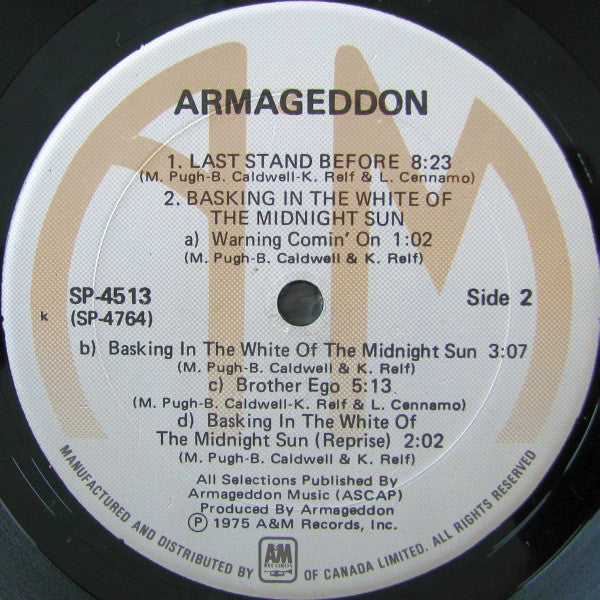 ARMAGEDDON
1. LAST STAND BEFORE 8:23
(M. Pugh-B. Caldwell-K. Relf & L. Cennamo)
2. BASKING IN THE WHITE OF
THE MIDNIGHT SUN
a) Warning Comin' On 1:02
(M. Pugh-B. Caldwell & K. Relf)
SP-4513
Side 2
k (SP-4764)
b) Basking In The White Of The Midnight Sun 3:07
(M. Pugh-B. Caldwell & K. Relf)
c) Brother Ego 5:13
(M. Pugh-B. Caldwell-K. Relf & L. Cennamo)
d) Basking In The White Of
The Midnight Sun (Reprise) 2:02
(M. Pugh-B. Caldwell & K. Relf)
All Selections Published By
Armageddon Music (ASCAP)
Produced By Armageddon
Ⓟ 1975 A&M Records, Inc.
MANUFACTURED AND DISTRIBUTED BY A&M RECORDS OF CANADA LIMITED. ALL RIGHTS RESERVED